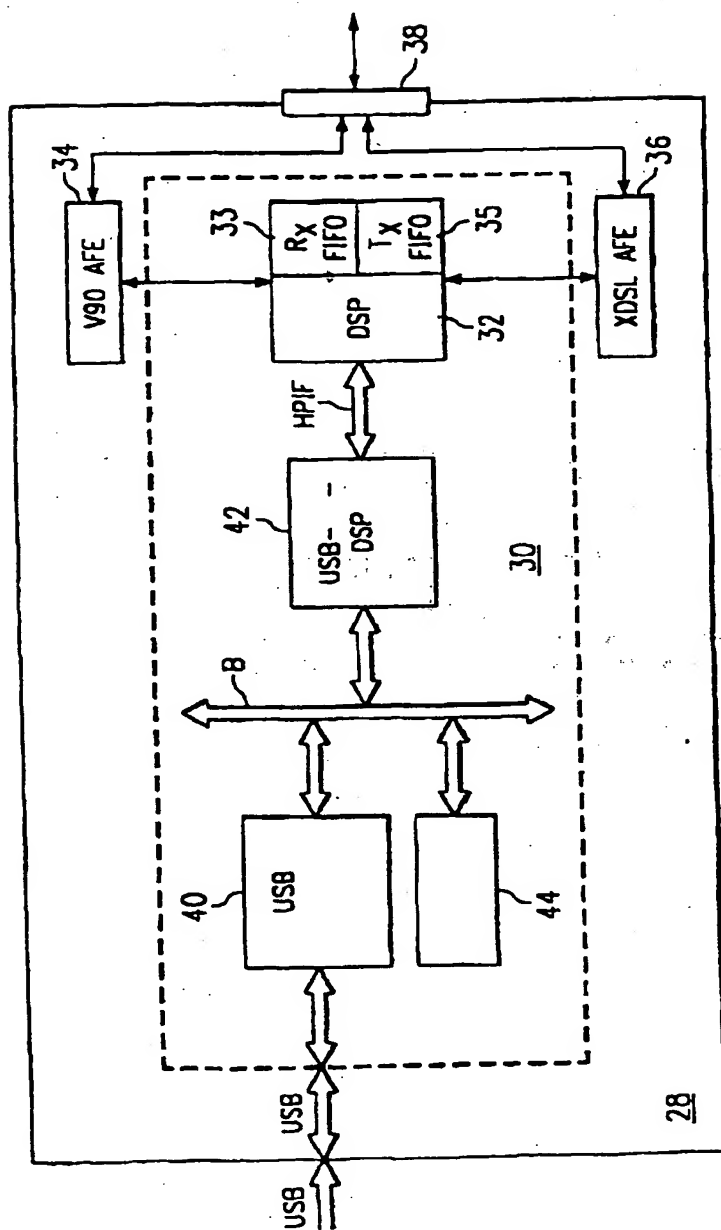 34
V90 AFE
38
33
Rx
FIFO
Tx
FIFO
35
DSP
32
HPIF
42
USB-
DSP
30
B
40
USB
44
XDSL AFE
36
USB
USB
28